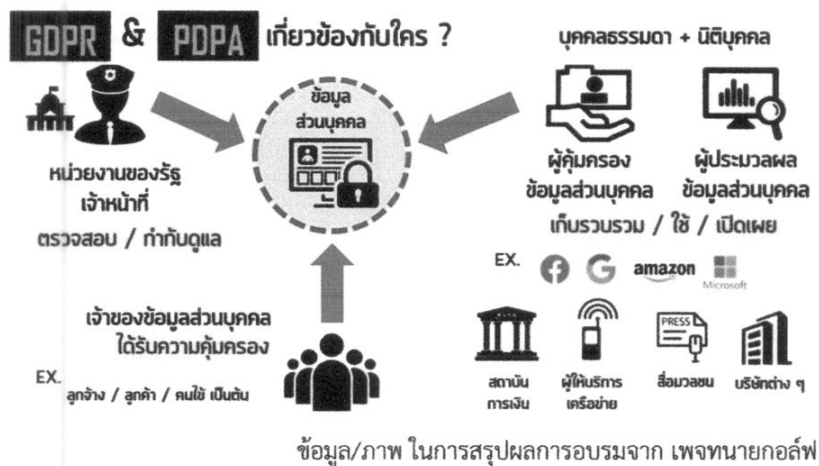 GDPR & PDPA เกี่ยวข้องกับใคร ?
หน่วยงานของรัฐ
เจ้าหน้าที่
ตรวจสอบ / กำกับดูแล
ข้อมูล
ส่วนบุคคล
บุคคลธรรมดา + นิติบุคคล
ผู้คุ้มครอง
ข้อมูลส่วนบุคคล
ผู้ประมวลผล
ข้อมูลส่วนบุคคล
เก็บรวบรวม / ใช้ / เปิดเผย
EX. f G amazon Microsoft
PRESS
สถาบัน
การเงิน
ผู้ให้บริการ
เครือข่าย
สื่อมวลชน
บริษัทต่าง ๆ
เจ้าของข้อมูลส่วนบุคคล
ได้รับความคุ้มครอง
EX. ลูกจ้าง / ลูกค้า / คนไข้ เป็นต้น
ข้อมูล/ภาพ ในการสรุปผลการอบรมจาก เพจทนายกอล์ฟ